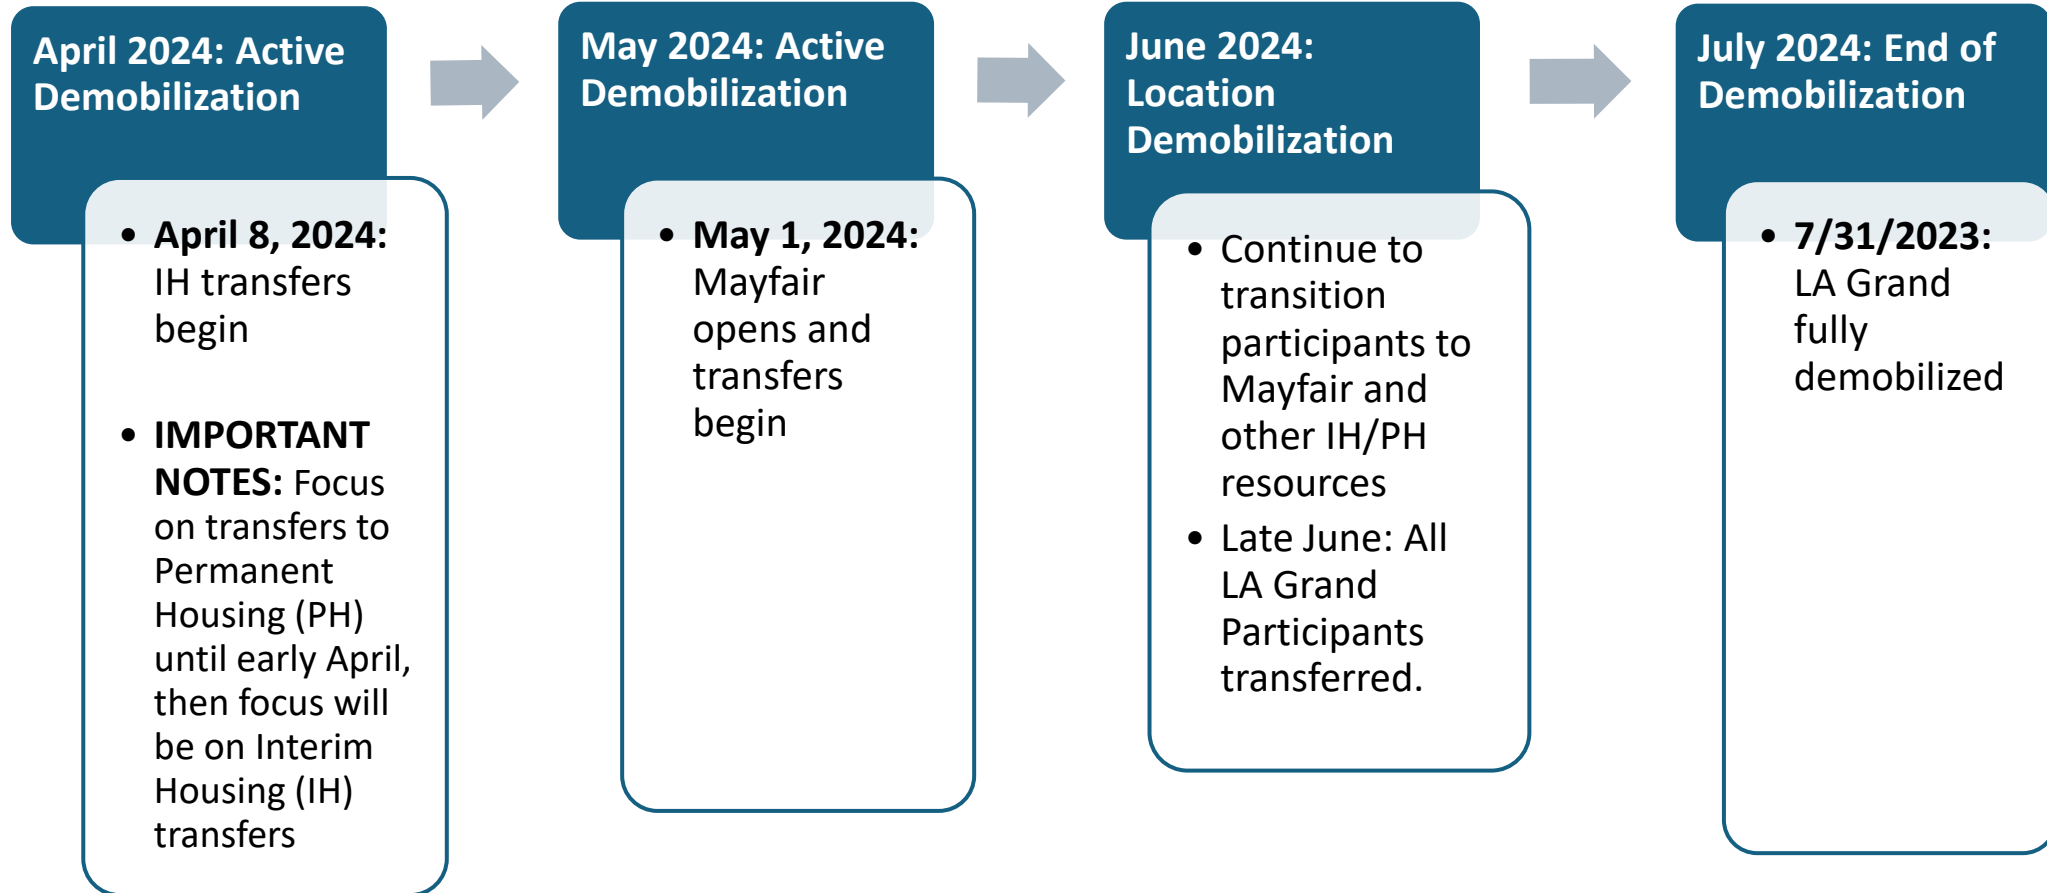 April 2024: Active
Demobilization
• April 8, 2024:
IH transfers
begin
• IMPORTANT
NOTES: Focus
on transfers to
Permanent
Housing (PH)
until early April,
then focus will
be on Interim
Housing (IH)
transfers
May 2024: Active
Demobilization
• May 1, 2024:
Mayfair
opens and
transfers
begin
June 2024:
Location
Demobilization
• Continue to
transition
participants to
Mayfair and
other IH/PH
resources
• Late June: All
LA Grand
Participants
transferred.
July 2024: End of
Demobilization
• 7/31/2023:
LA Grand
fully
demobilized